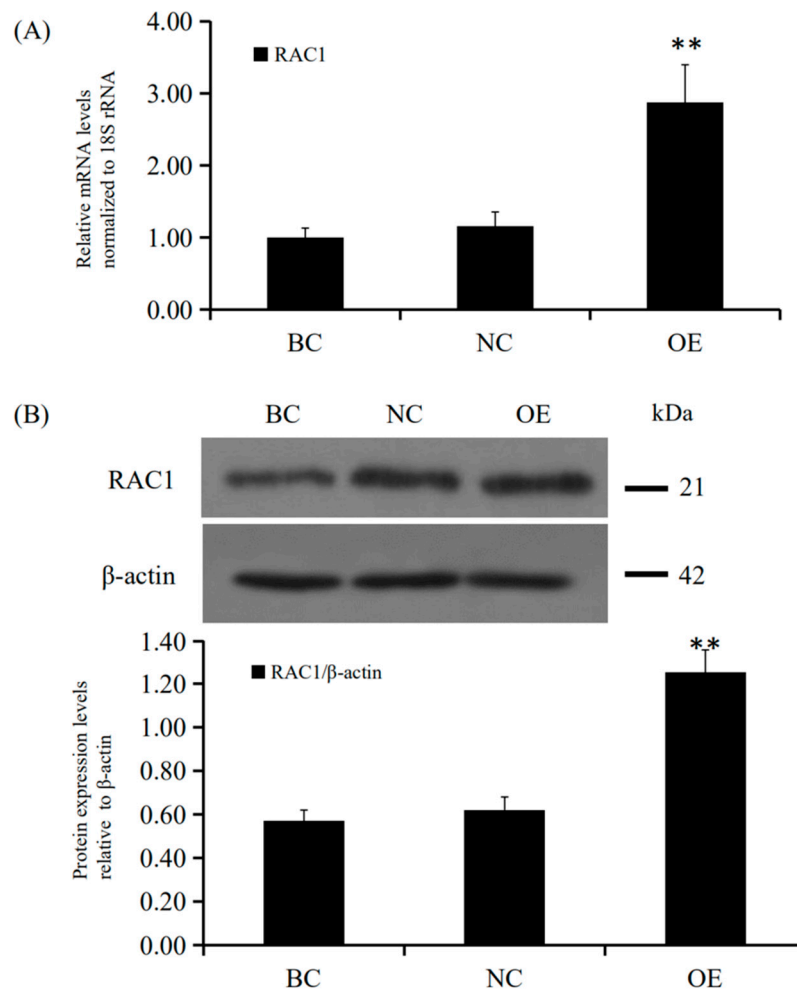 (A)
4.00
3.00
2.00
1.00
0.00
Relative mRNA levels
normalized to 18S rRNA
RAC1
**
BC NC OE
(B)
BC NC OE kDa
RAC1
21
β-actin
42
1.40
1.20
1.00
0.80
0.60
0.40
0.20
0.00
Protein expression levels
relative to β-actin
RAC1/β-actin
**
BC NC OE